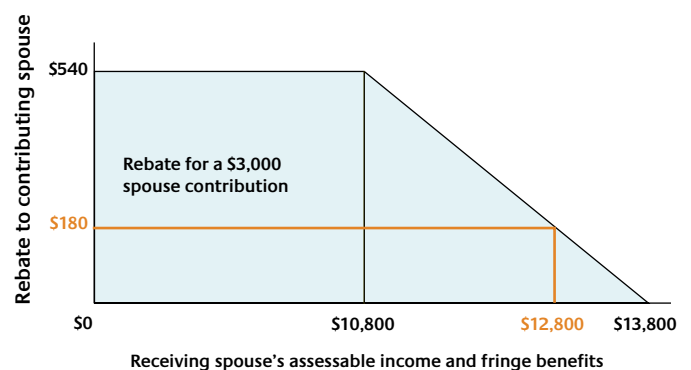 Rebate to contributing spouse
$540
Rebate for a $3,000
spouse contribution
$180
$0
$10,800
$12,800
$13,800
Receiving spouse's assessable income and fringe benefits